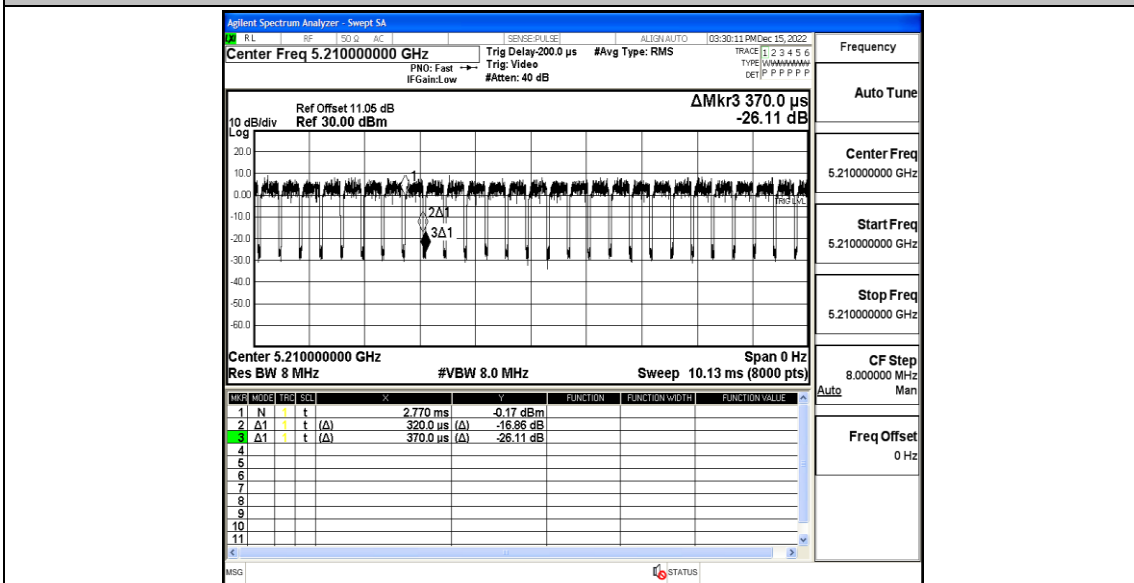 Agilent Spectrum Analyzer - Swept SA
RL RF 50 Ω AC SENSE:PULSE ALIGN AUTO 03:30:11 PM Dec 15, 2022
Center Freq 5.210000000 GHz
PNO: Fast
IFGain:Low
Trig Delay-200.0 µs
Trig: Video
#Atten: 40 dB
#Avg Type: RMS
TRACE 1 2 3 4 5 6
TYPE
DET P P P P P P
Ref Offset 11.05 dB
10 dB/div Ref 30.00 dBm
Log
ΔMkr3 370.0 µs
-26.11 dB
20.0
10.0
0.00
-10.0
-20.0
-30.0
-40.0
-50.0
-60.0
1
2Δ1
3Δ1
TRIG LVL
Center 5.210000000 GHz Span 0 Hz
Res BW 8 MHz #VBW 8.0 MHz Sweep 10.13 ms (8000 pts)
MKR MODE TRC SCL X Y FUNCTION FUNCTION WIDTH FUNCTION VALUE
1 N 1 t 2.770 ms -0.17 dBm
2 Δ1 1 t (Δ) 320.0 µs (Δ) -16.86 dB
3 Δ1 1 t (Δ) 370.0 µs (Δ) -26.11 dB
4
5
6
7
8
9
10
11
MSG STATUS
Frequency
Auto Tune
Center Freq
5.210000000 GHz
Start Freq
5.210000000 GHz
Stop Freq
5.210000000 GHz
CF Step
8.000000 MHz
Auto Man
Freq Offset
0 Hz